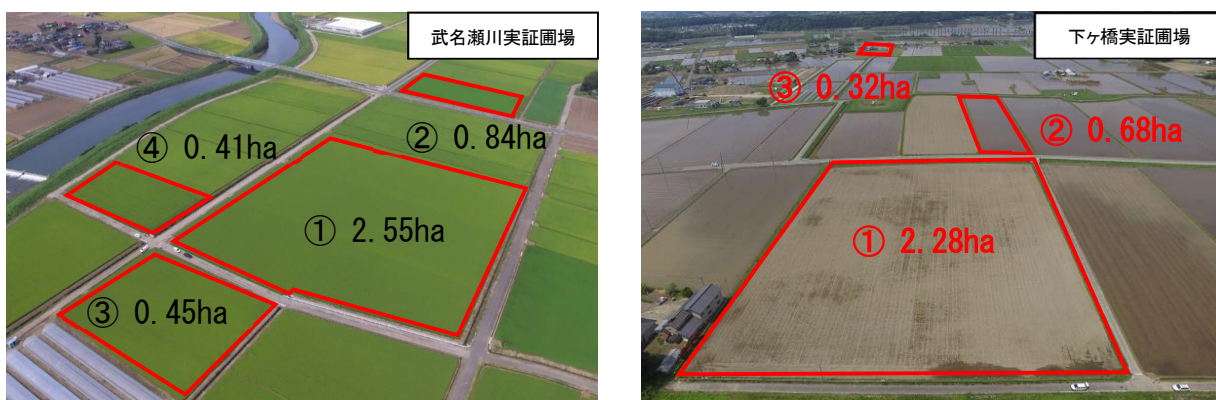 武名瀬川実証圃場
② 0.84ha
④ 0.41ha
① 2.55ha
③ 0.45ha
下ヶ橋実証圃場
③ 0.32ha
② 0.68ha
① 2.28ha